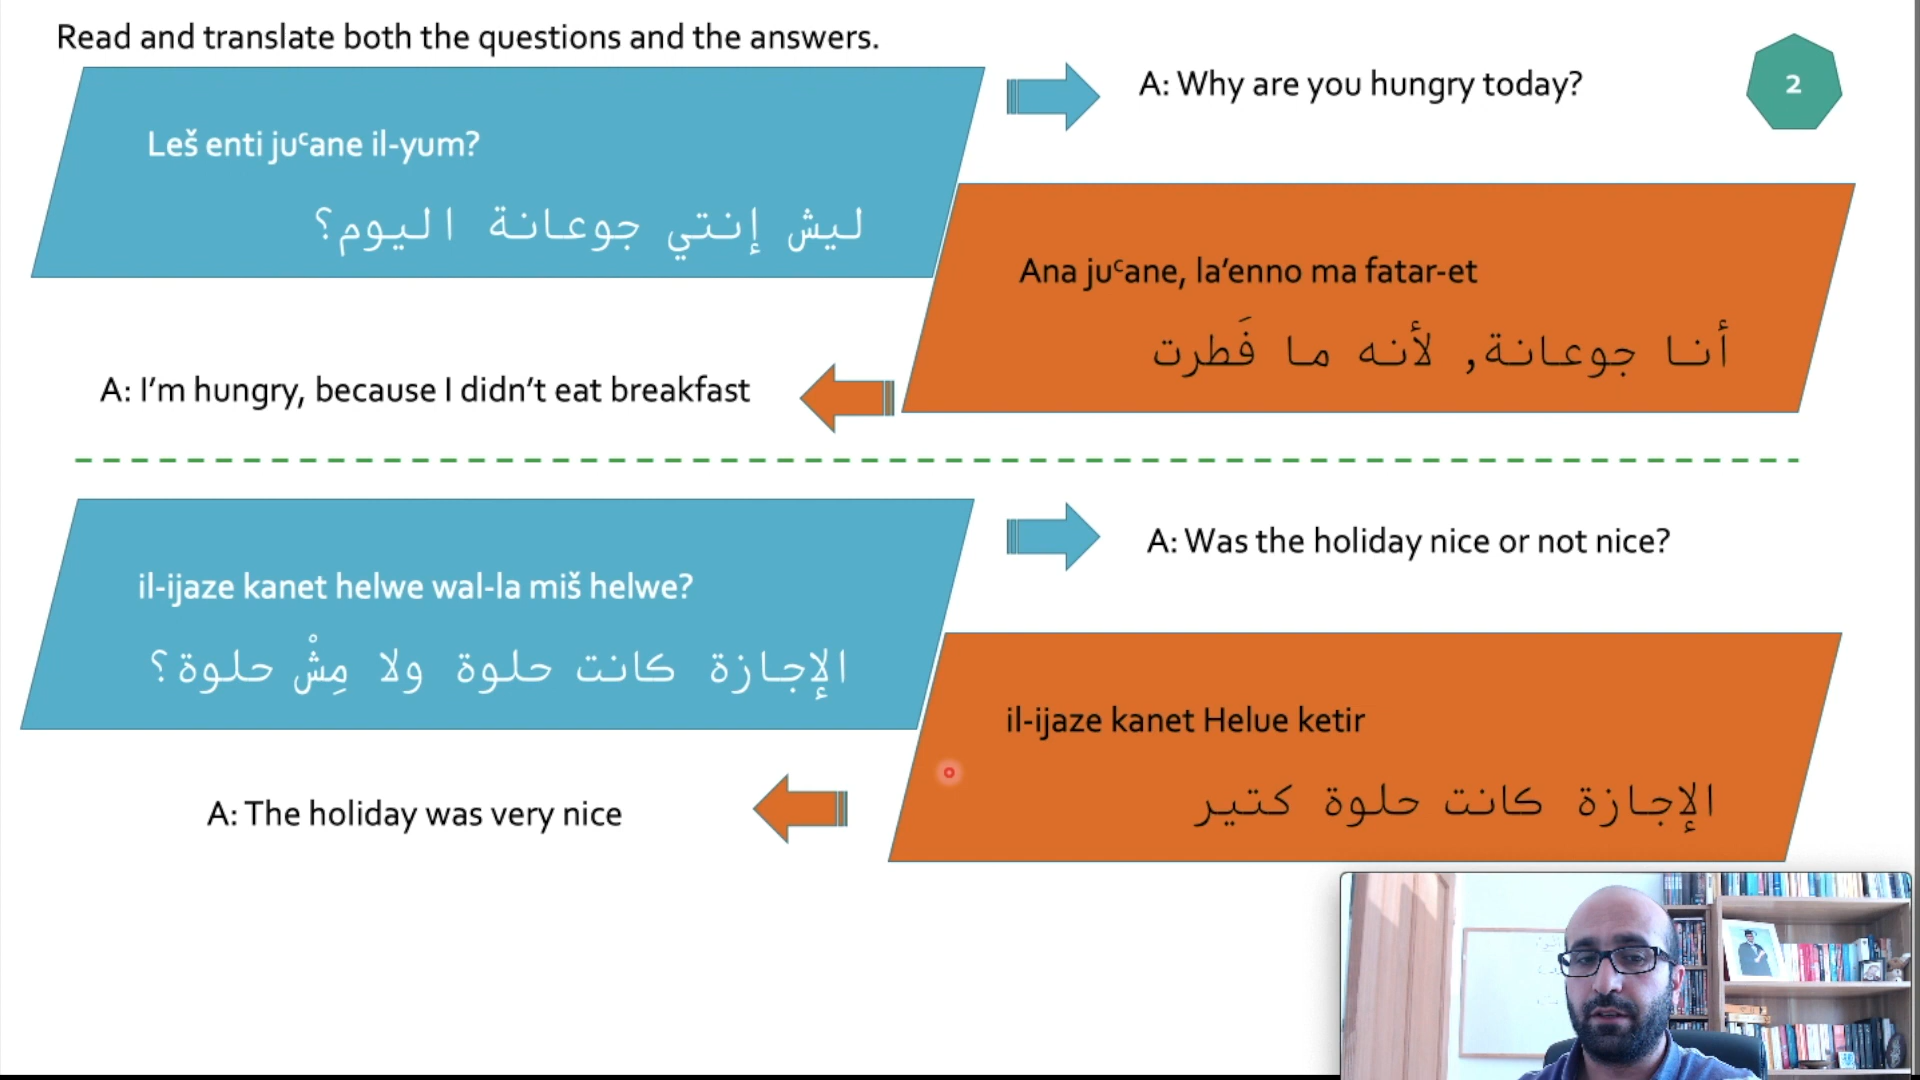 Read and translate both the questions and the answers.
2
Leš enti juᶜane il-yum?
ليش إنتي جوعانة اليوم؟
A: Why are you hungry today?
Ana juᶜane, la’enno ma fatar-et
أنا جوعانة, لأنه ما فَطرت
A: I’m hungry, because I didn’t eat breakfast
il-ijaze kanet helwe wal-la miš helwe?
الإجازة كانت حلوة ولا مِشْ حلوة؟
A: Was the holiday nice or not nice?
il-ijaze kanet Helue ketir
الإجازة كانت حلوة كتير
A: The holiday was very nice